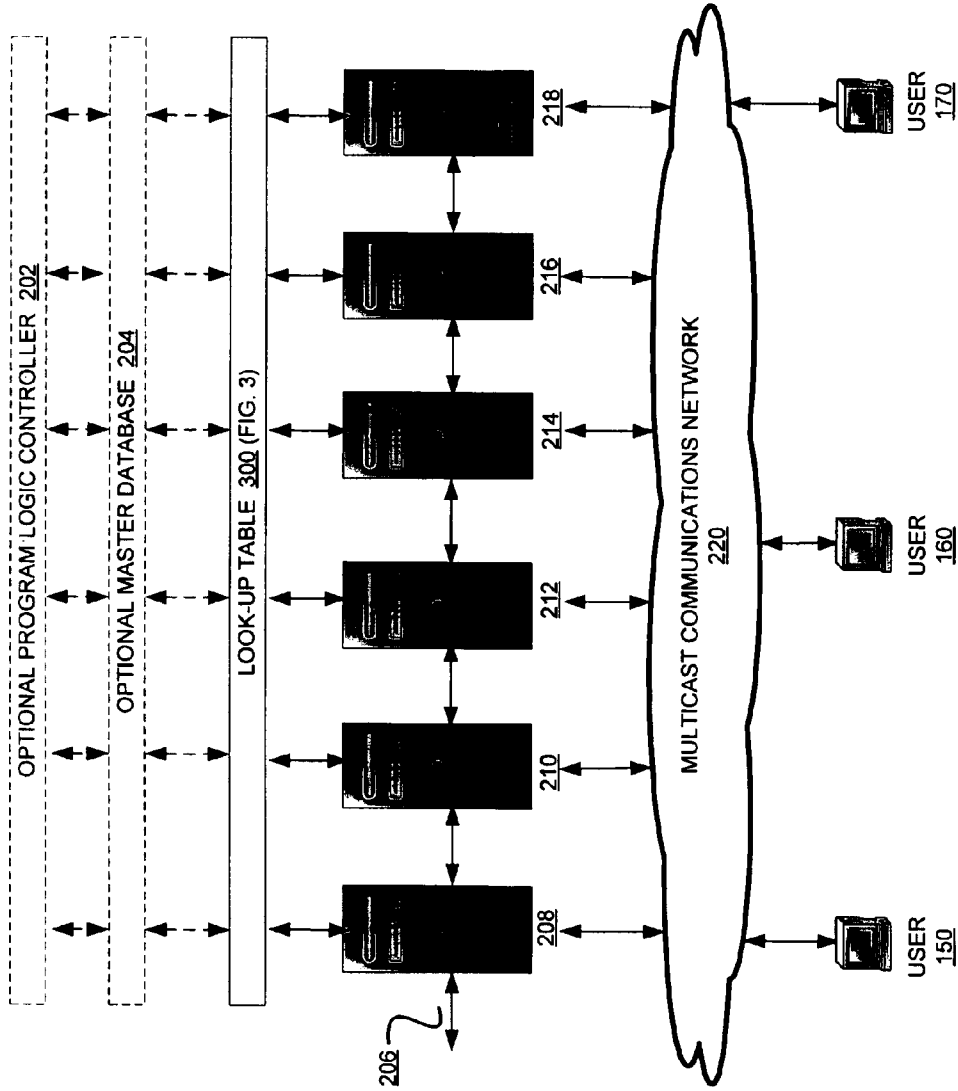 OPTIONAL PROGRAM LOGIC CONTROLLER 202
OPTIONAL MASTER DATABASE 204
LOOK-UP TABLE 300 (FIG. 3)
206
208
210
212
214
216
218
MULTICAST COMMUNICATIONS NETWORK
220
USER
150
USER
160
USER
170